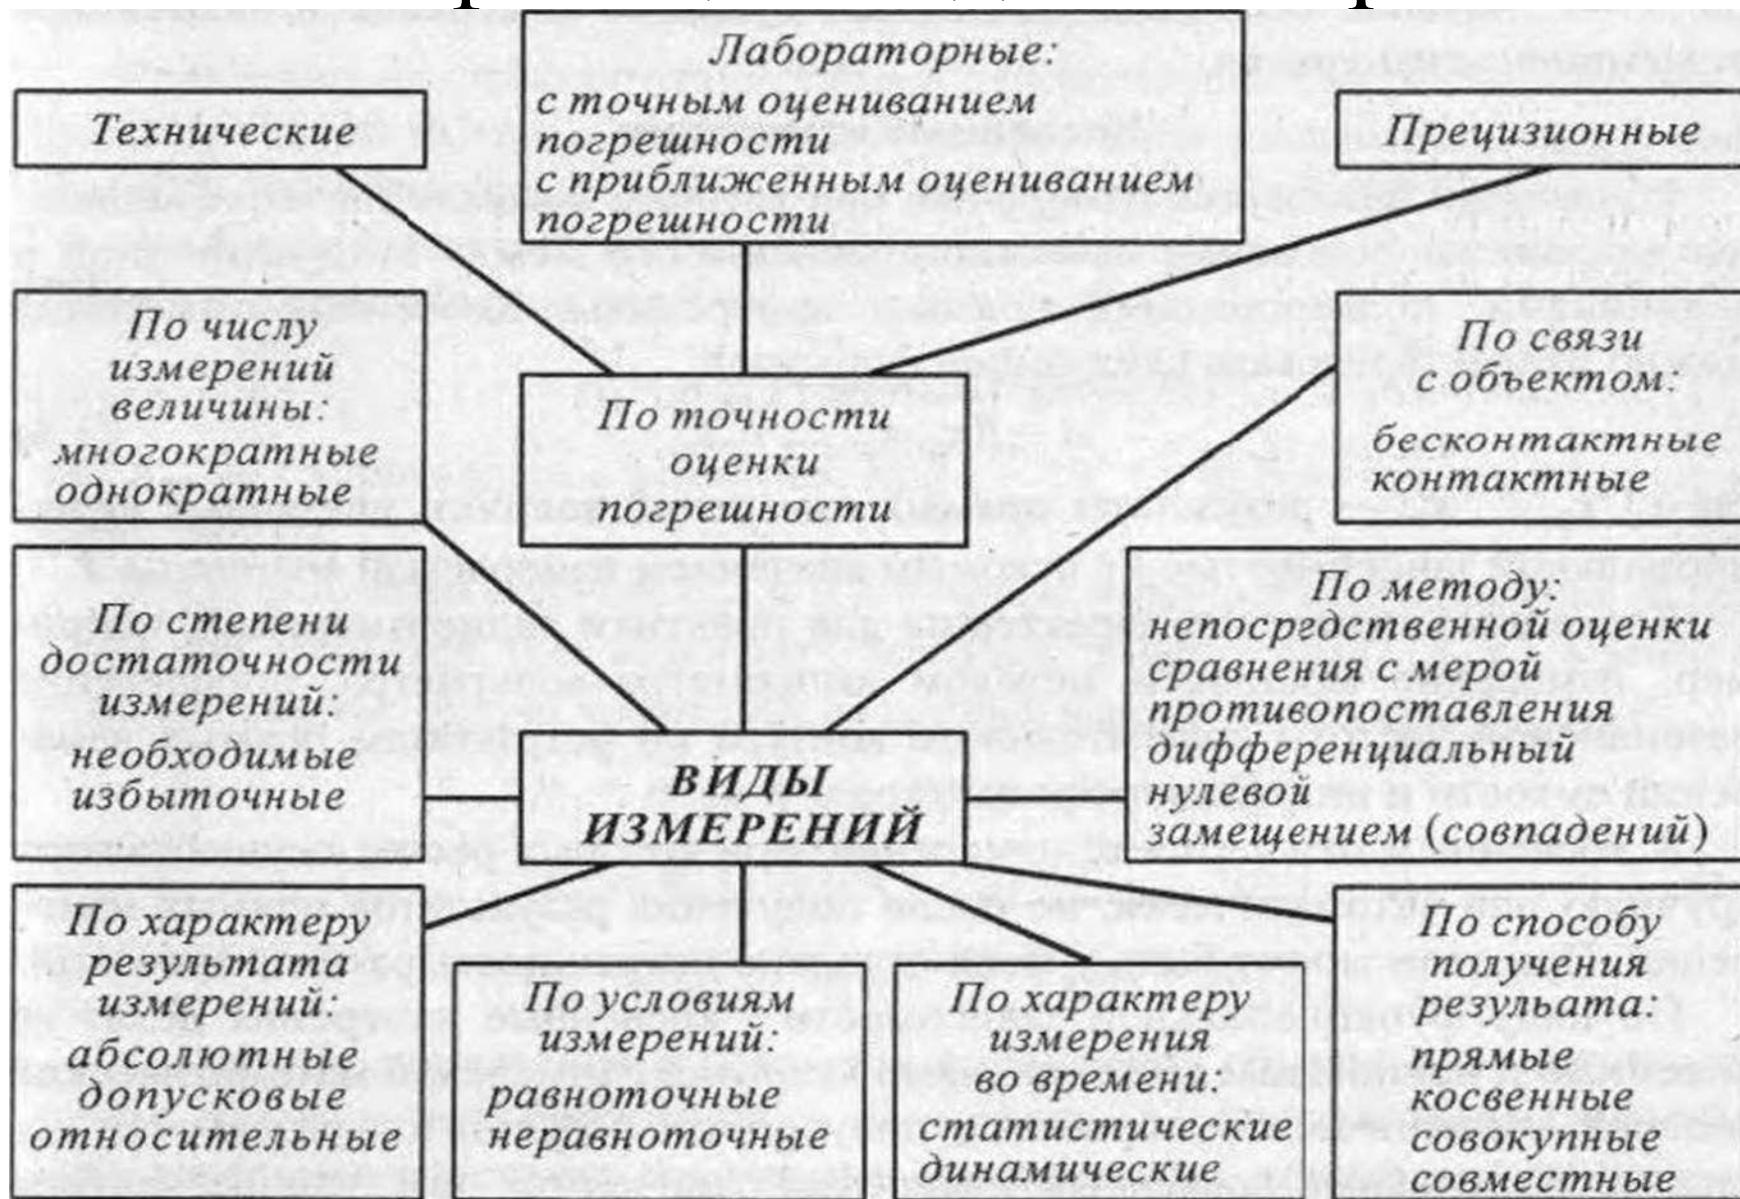 Технические
Лабораторные:
с точным оцениванием
погрешности
с приближенным оцениванием
погрешности
Прецизионные
По числу
измерений
величины:
многократные
однократные
По точности
оценки
погрешности
По связи
с объектом:
бесконтактные
контактные
По степени
достаточности
измерений:
необходимые
избыточные
ВИДЫ
ИЗМЕРЕНИЙ
По методу:
непосредственной оценки
сравнения с мерой
противопоставления
дифференциальный
нулевой
замещением (совпадений)
По характеру
результата
измерений:
абсолютные
допусковые
относительные
По условиям
измерений:
равноточные
неравноточные
По характеру
измерения
во времени:
статистические
динамические
По способу
получения
резульата:
прямые
косвенные
совокупные
совместные